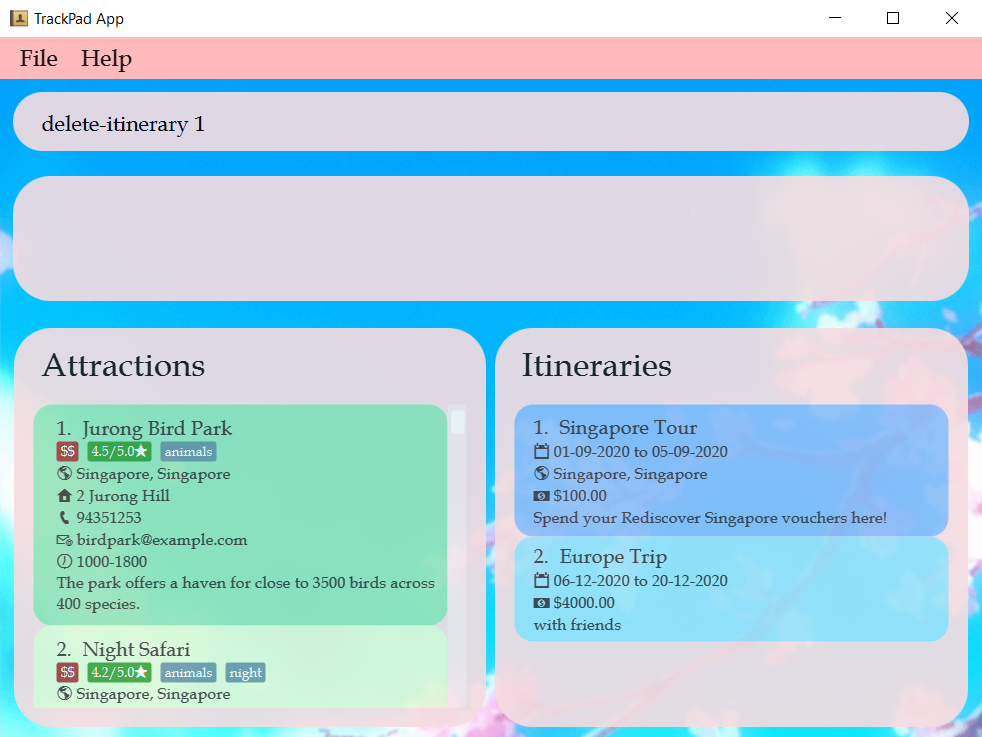 TrackPad App
File Help
delete-itinerary 1
Attractions
1. Jurong Bird Park
$$ 4.5/5.0★ animals
Singapore, Singapore
2 Jurong Hill
94351253
birdpark@example.com
1000-1800
The park offers a haven for close to 3500 birds across
400 species.
2. Night Safari
$$ 4.2/5.0★ animals night
Singapore, Singapore
Itineraries
1. Singapore Tour
01-09-2020 to 05-09-2020
Singapore, Singapore
$100.00
Spend your Rediscover Singapore vouchers here!
2. Europe Trip
06-12-2020 to 20-12-2020
$4000.00
with friends